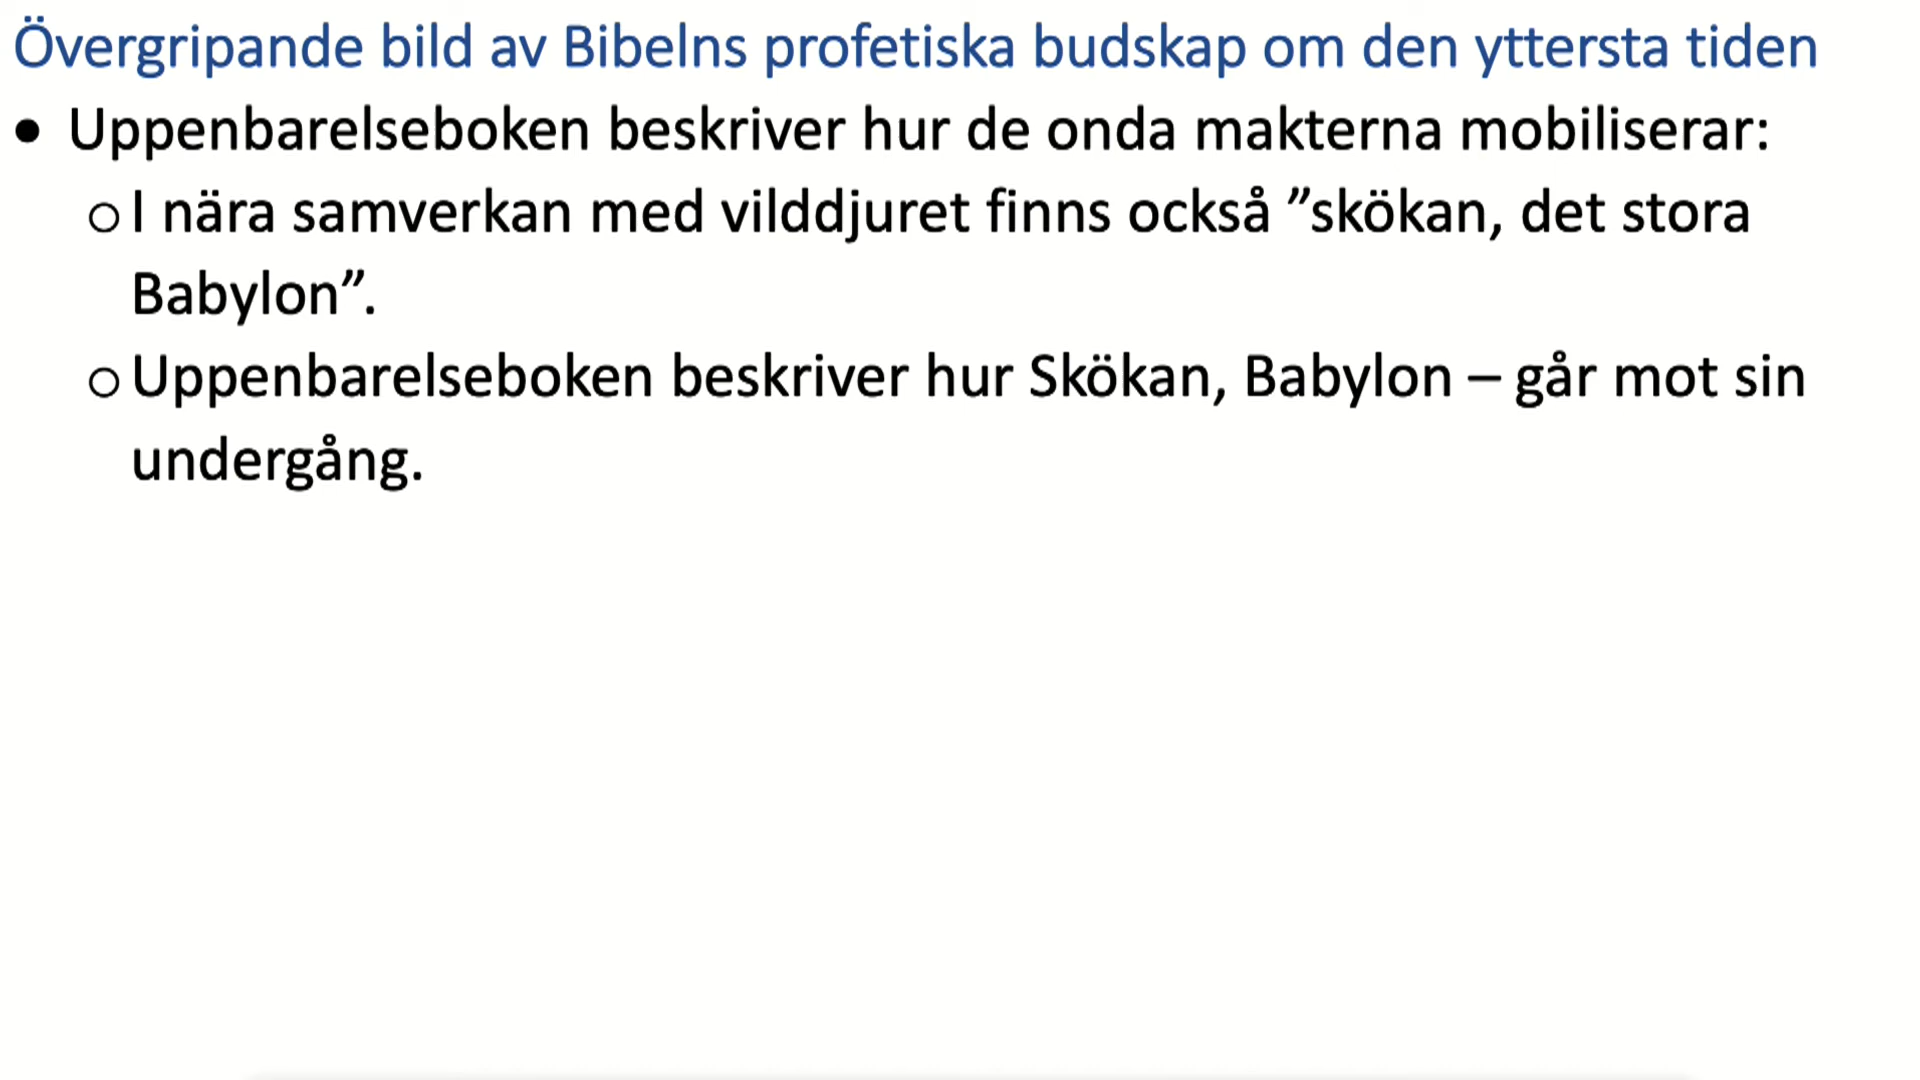 Övergripande bild av Bibelns profetiska budskap om den yttersta tiden
• Uppenbarelseboken beskriver hur de onda makterna mobiliserar:
o I nära samverkan med vilddjuret finns också ”skökan, det stora
Babylon”.
o Uppenbarelseboken beskriver hur Skökan, Babylon – går mot sin
undergång.